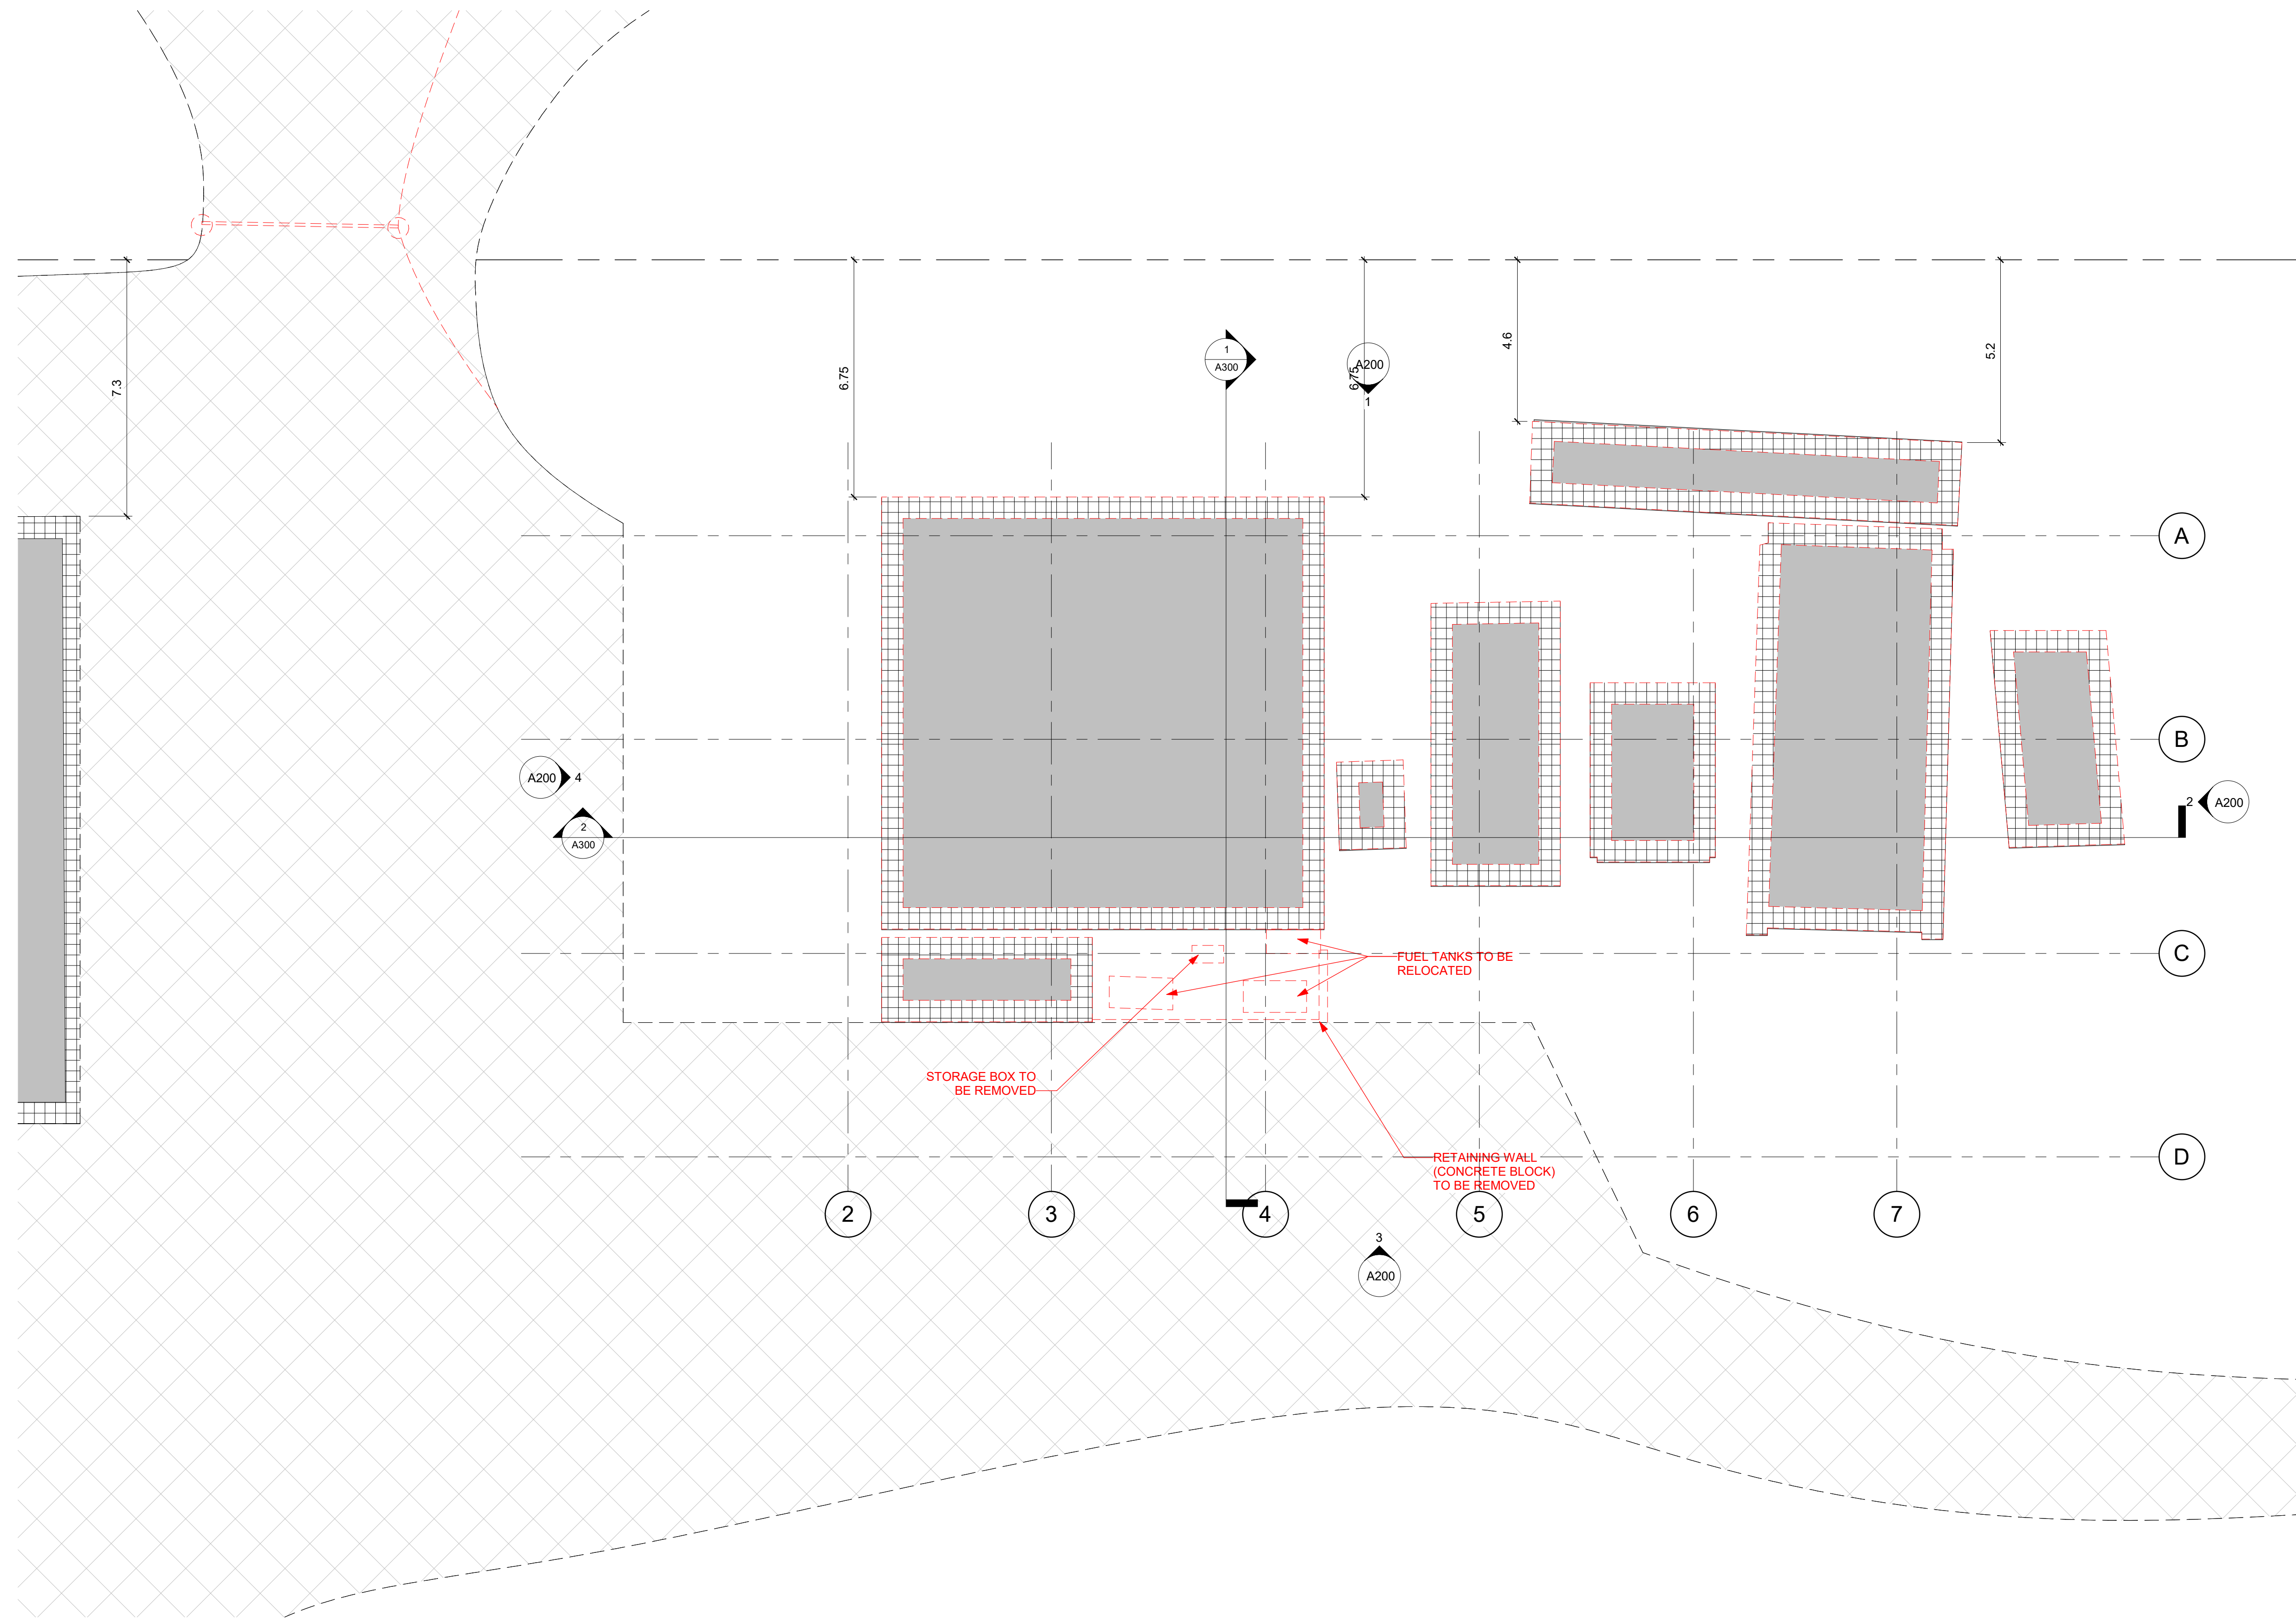 7.3
6.75
6.75
4.6
5.2
1
A300
A200
1
A
B
A200
4
2
A300
2
A200
C
FUEL TANKS TO BE
RELOCATED
STORAGE BOX TO
BE REMOVED
RETAINING WALL
(CONCRETE BLOCK)
TO BE REMOVED
D
2
3
4
5
6
7
3
A200